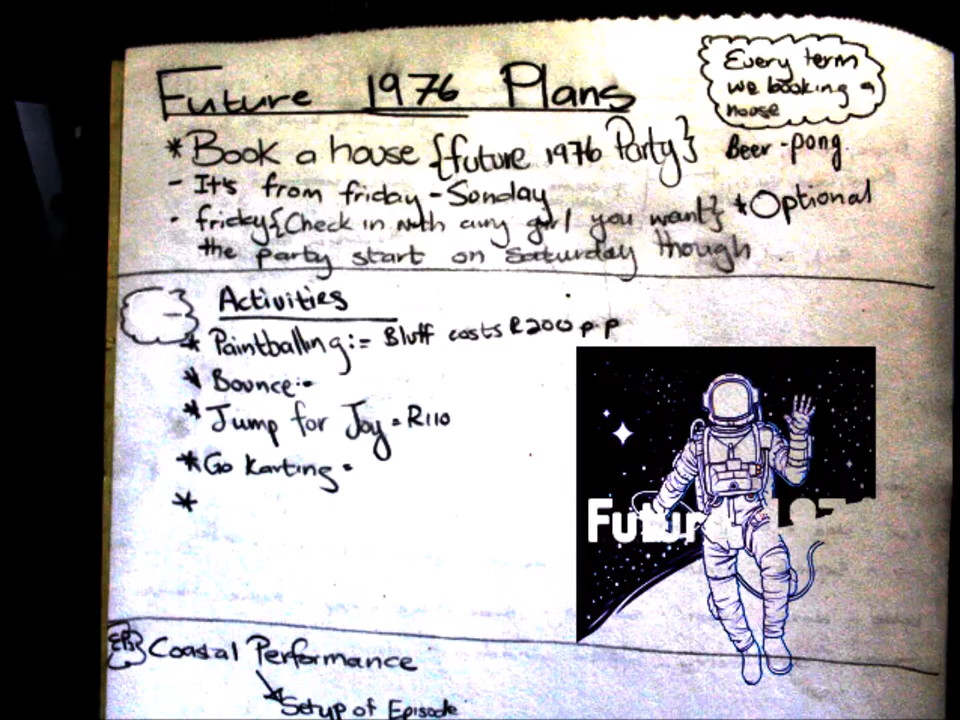 Future 1976 Plans
Every term
we booking a
house
* Book a house {future 1976 Party}
Beer-pong
- It's from friday - Sunday
* Optional
- friday {Check in with any girl you want}
the party start on Saturday though
Activities
* Paintballing:= Bluff costs R200 p.p
* Bounce:-
* Jump for Joy = R110
* Go Karting -
*
Future 197
Coastal Performance
Setup of Episode